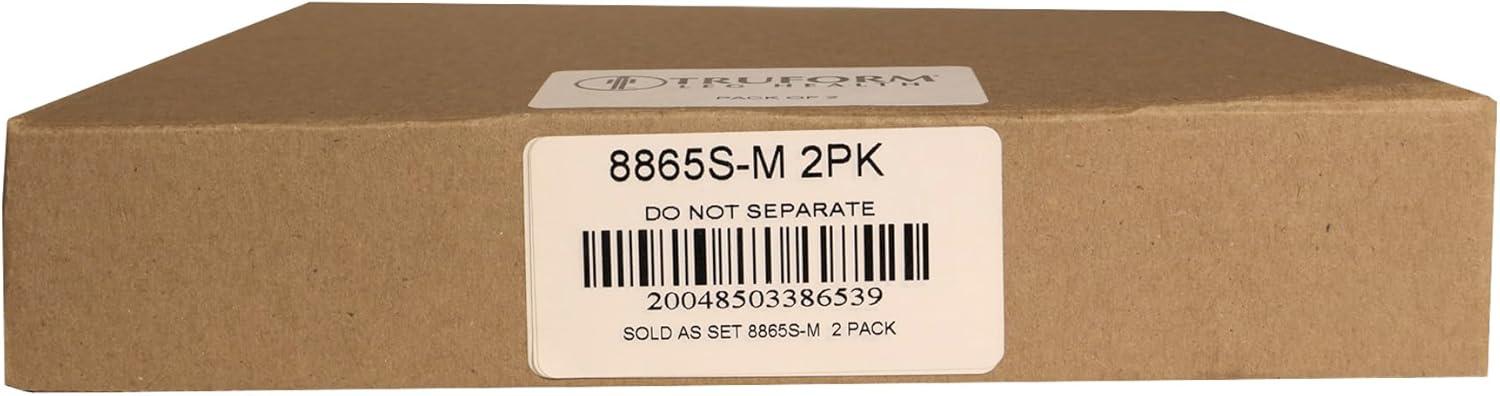 TRUFORM®
LEG HEALTH
PACK OF 2
8865S-M 2PK
DO NOT SEPARATE
20048503386539
SOLD AS SET 8865S-M 2 PACK